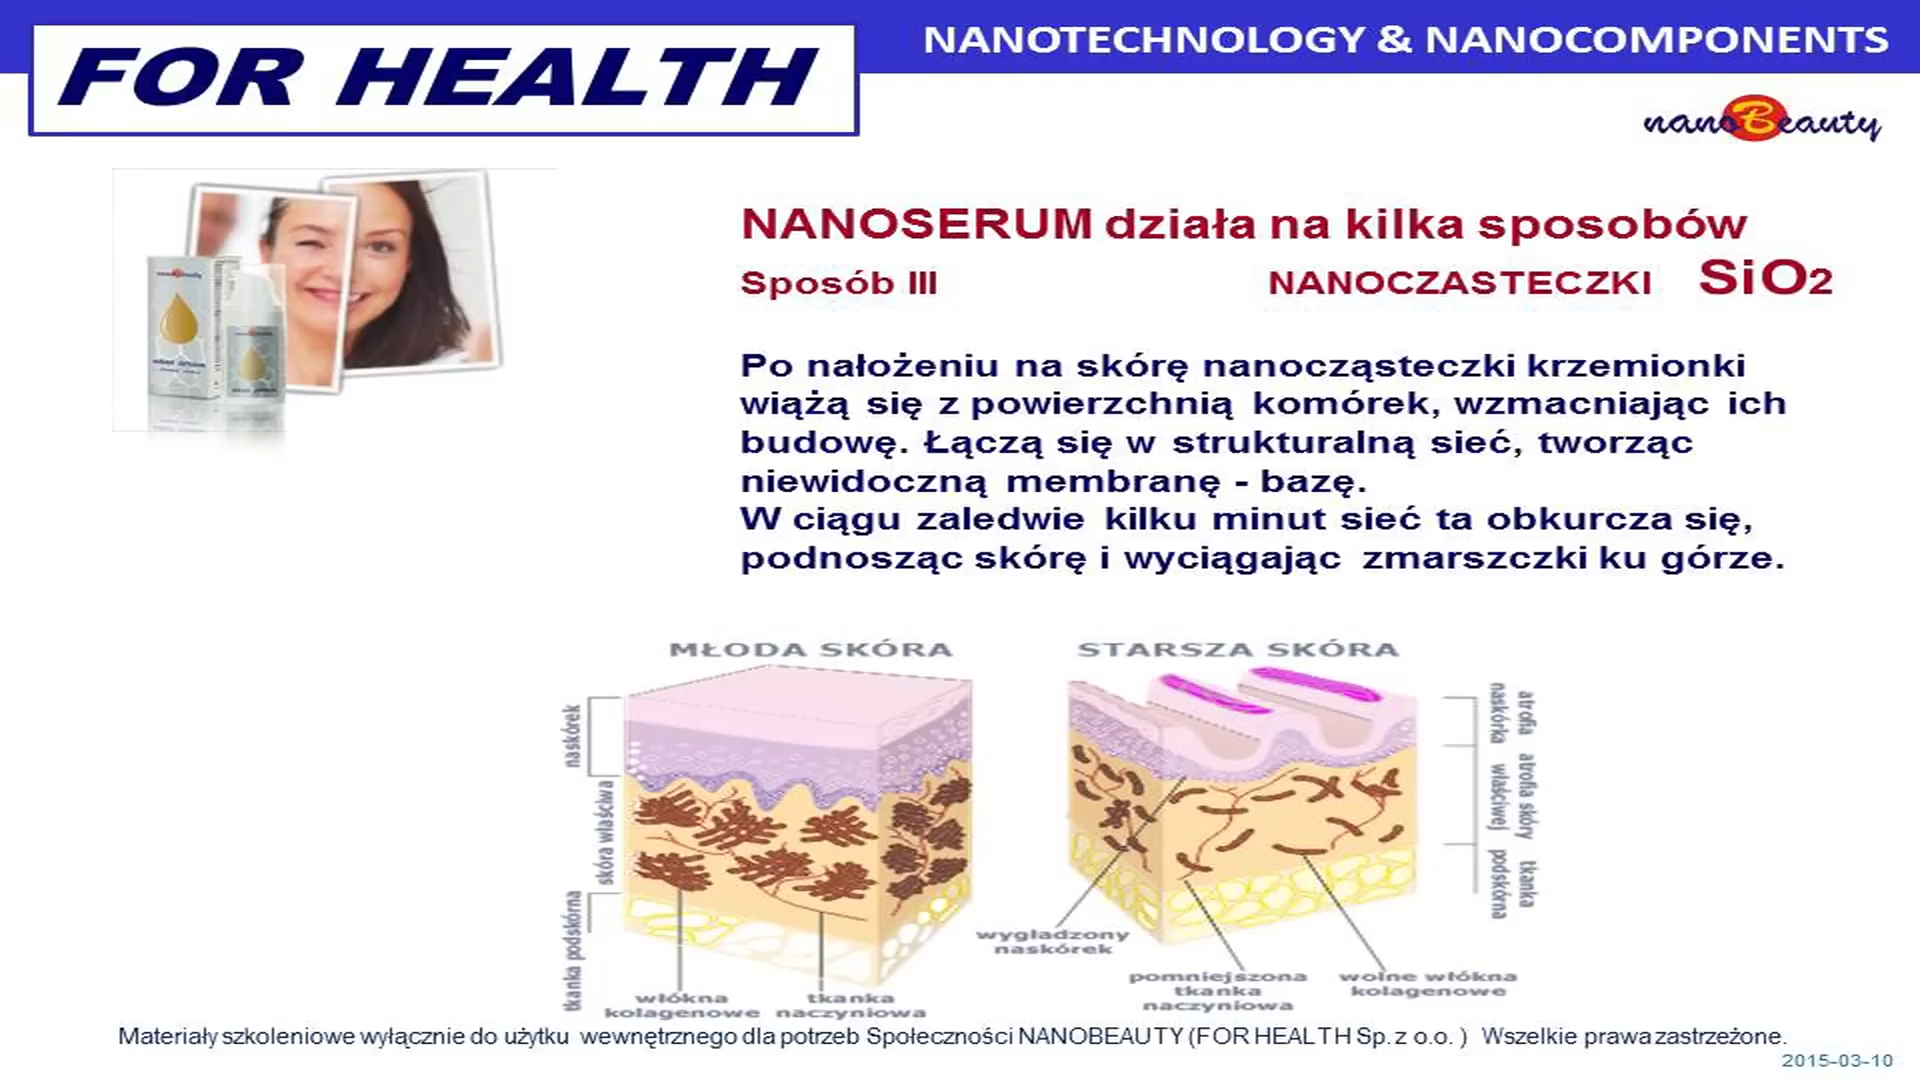 NANOTECHNOLOGY & NANOCOMPONENTS
FOR HEALTH
nanoBeauty
NANOSERUM działa na kilka sposobów
Sposób III NANOCZASTECZKI SiO2
Po nałożeniu na skórę nanocząsteczki krzemionki
wiążą się z powierzchnią komórek, wzmacniając ich
budowę. Łączą się w strukturalną sieć, tworząc
niewidoczną membranę - bazę.
W ciągu zaledwie kilku minut sieć ta obkurcza się,
podnosząc skórę i wyciągając zmarszczki ku górze.
MŁODA SKÓRA
naskórek
skóra właściwa
tkanka podskórna
włókna
kolagenowe
tkanka
naczyniowa
STARSZA SKÓRA
atrofia
naskórka
atrofia skóry
właściwej
tkanka
podskórna
wygładzony
naskórek
pomniejszona
tkanka
naczyniowa
wolne włókna
kolagenowe
Materiały szkoleniowe wyłącznie do użytku wewnętrznego dla potrzeb Społeczności NANOBEAUTY (FOR HEALTH Sp. z o.o. ) Wszelkie prawa zastrzeżone.
2015-03-10